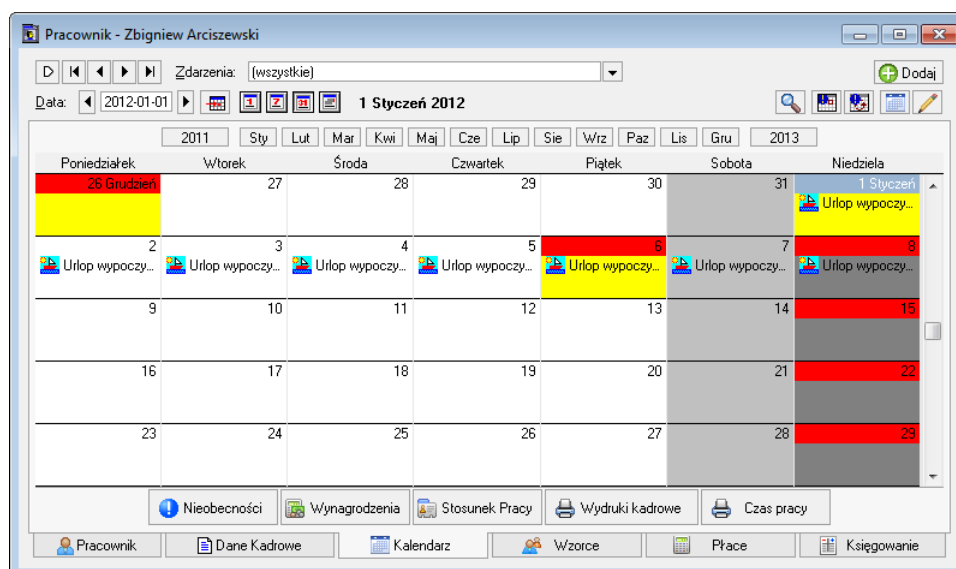 Pracownik - Zbigniew Arciszewski
D Zdarzenia: (wszystkie) Dodaj
Data: 2012-01-01 1 Z 31 1 Styczeń 2012
2011 Sty Lut Mar Kwi Maj Cze Lip Sie Wrz Paz Lis Gru 2013
Poniedziałek Wtorek Środa Czwartek Piątek Sobota Niedziela
26 Grudzień 27 28 29 30 31 1 Styczeń
Urlop wypoczy...
2 3 4 5 6 7 8
Urlop wypoczy... Urlop wypoczy... Urlop wypoczy... Urlop wypoczy... Urlop wypoczy... Urlop wypoczy... Urlop wypoczy...
9 10 11 12 13 14 15
16 17 18 19 20 21 22
23 24 25 26 27 28 29
Nieobecności Wynagrodzenia Stosunek Pracy Wydruki kadrowe Czas pracy
Pracownik Dane Kadrowe Kalendarz Wzorce Płace Księgowanie